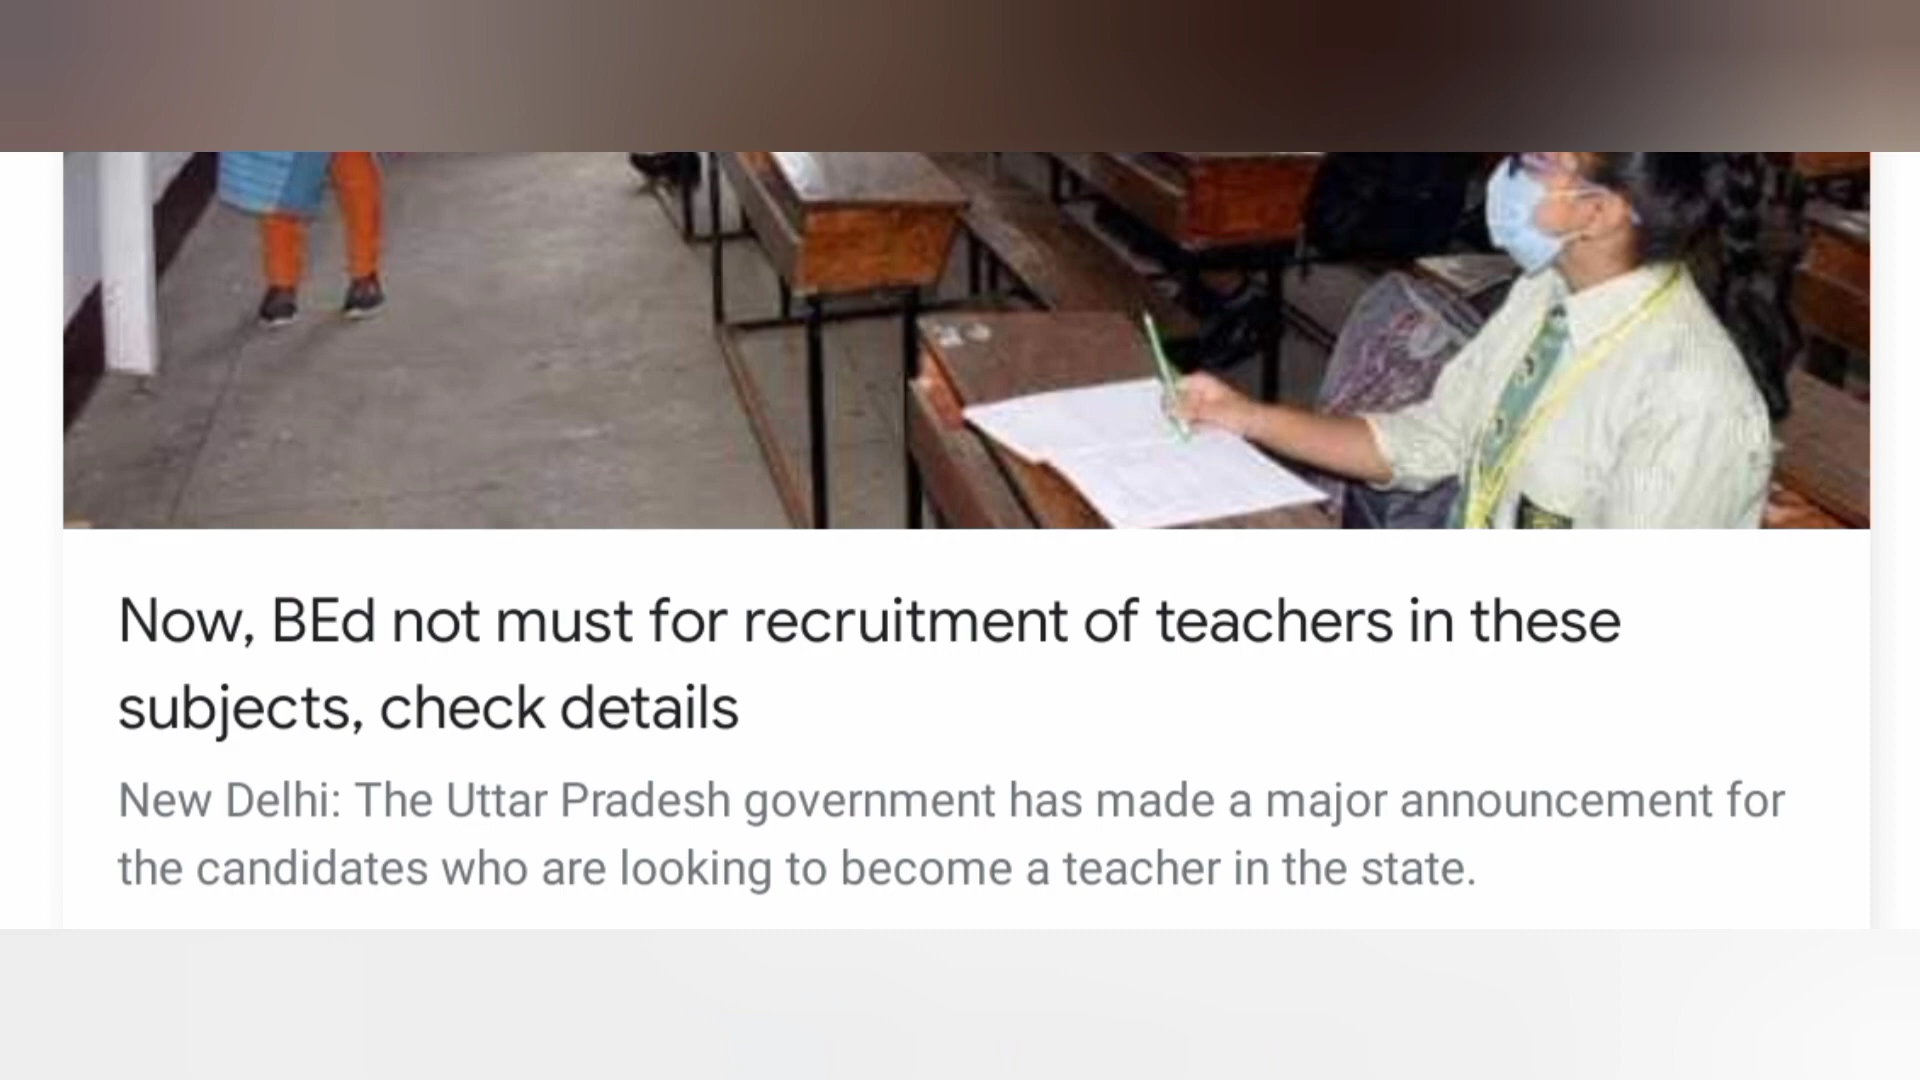 Now, BEd not must for recruitment of teachers in these
subjects, check details
New Delhi: The Uttar Pradesh government has made a major announcement for
the candidates who are looking to become a teacher in the state.